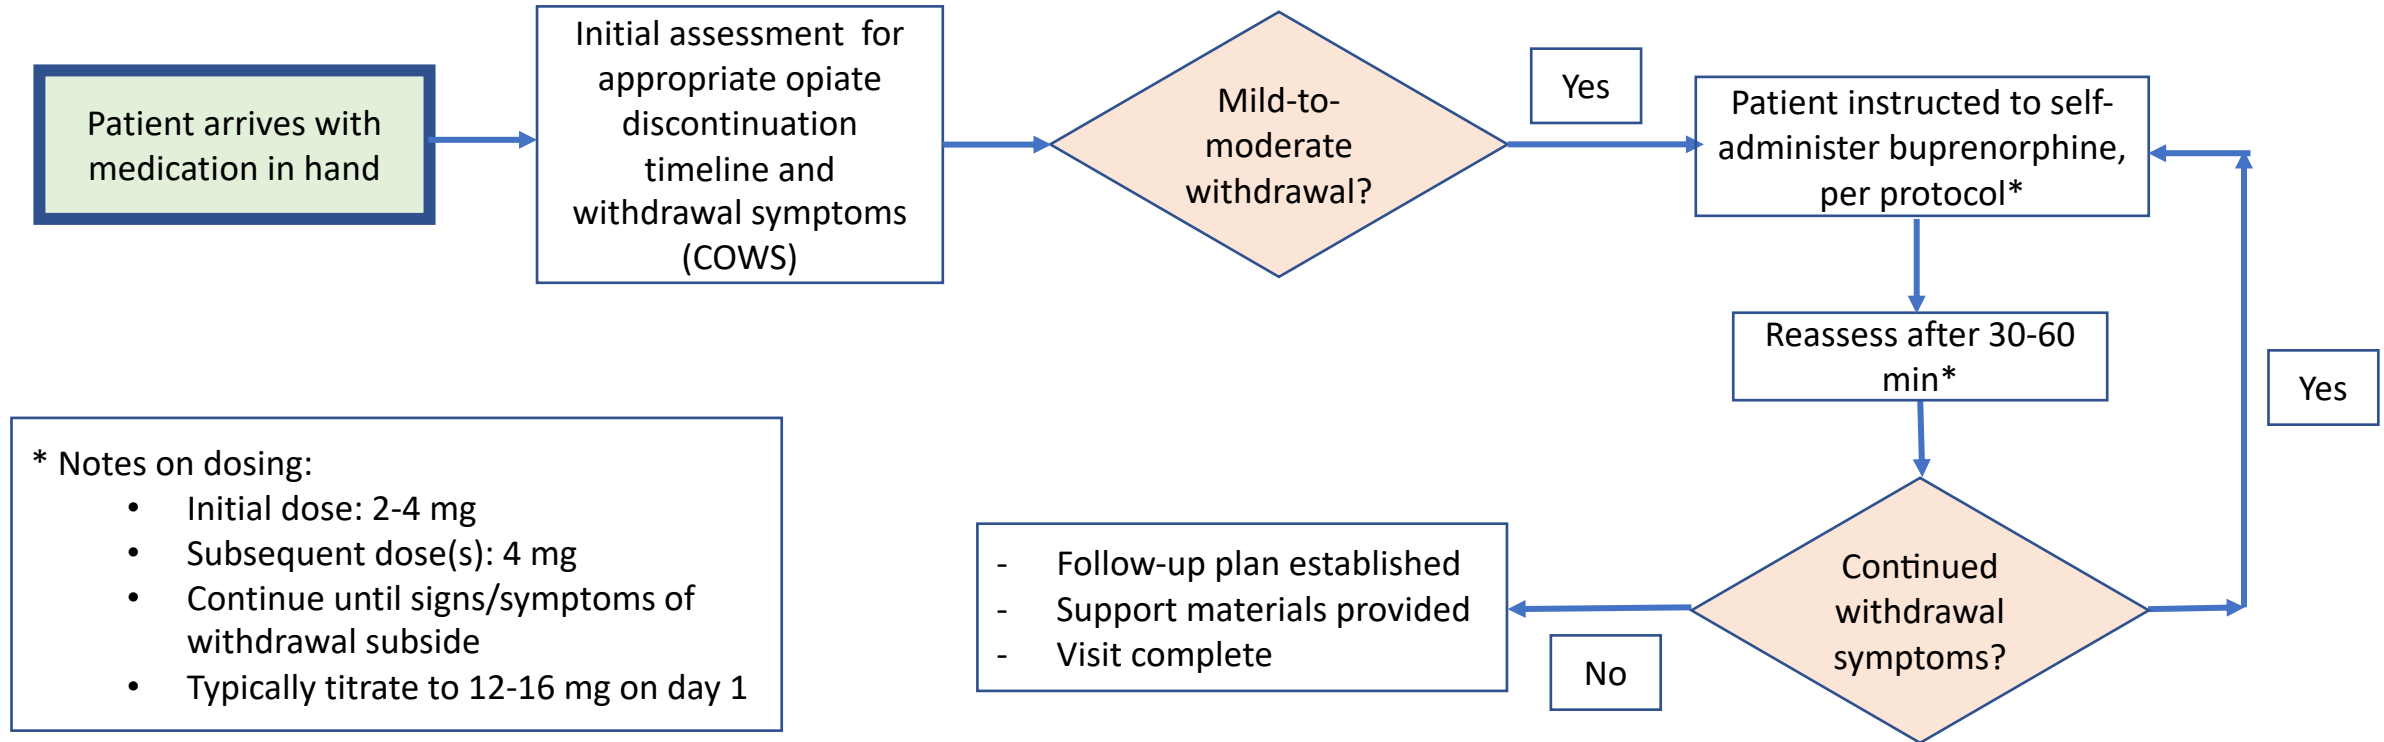 Patient arrives with
medication in hand
Initial assessment  for
appropriate opiate
discontinuation
timeline and
withdrawal symptoms
(COWS)
Mild-to-
moderate
withdrawal?
Yes
Patient instructed to self-
administer buprenorphine,
per protocol*
Reassess after 30-60
min*
Continued
withdrawal
symptoms?
Yes
No
- Follow-up plan established
- Support materials provided
- Visit complete
* Notes on dosing:
• Initial dose: 2-4 mg
• Subsequent dose(s): 4 mg
• Continue until signs/symptoms of
withdrawal subside
• Typically titrate to 12-16 mg on day 1